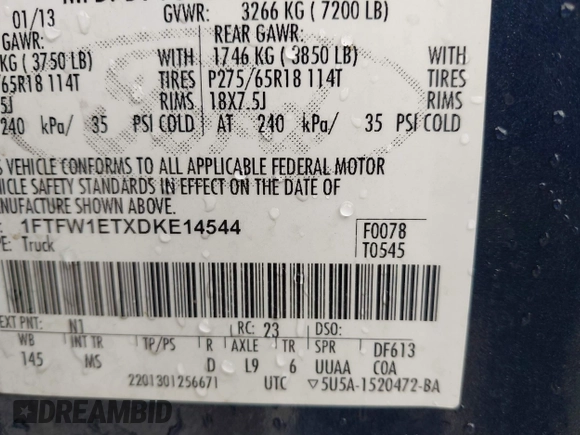 01/13 GVWR: 3266 KG ( 7200 LB)
GAWR: REAR GAWR:
KG ( 3750 LB) WITH 1746 KG ( 3850 LB) WITH
65R18 114T TIRES P275/65R18 114T TIRES
5J RIMS 18X7.5J RIMS
240 kPa/ 35 PSI COLD AT 240 kPa/ 35 PSI COLD
VEHICLE CONFORMS TO ALL APPLICABLE FEDERAL MOTOR
VEHICLE SAFETY STANDARDS IN EFFECT ON THE DATE OF
MANUFACTURE SHOWN ABOVE.
1FTFW1ETXDKE14544 F0078
Truck T0545
EXT PNT: N1 RC: 23 DSO:
WB INT TR TP/PS R AXLE TR SPR DF613
145 MS D L9 6 UUAA COA
2201301256671 UTC ▽5U5A-1520472-BA
BIDFAX